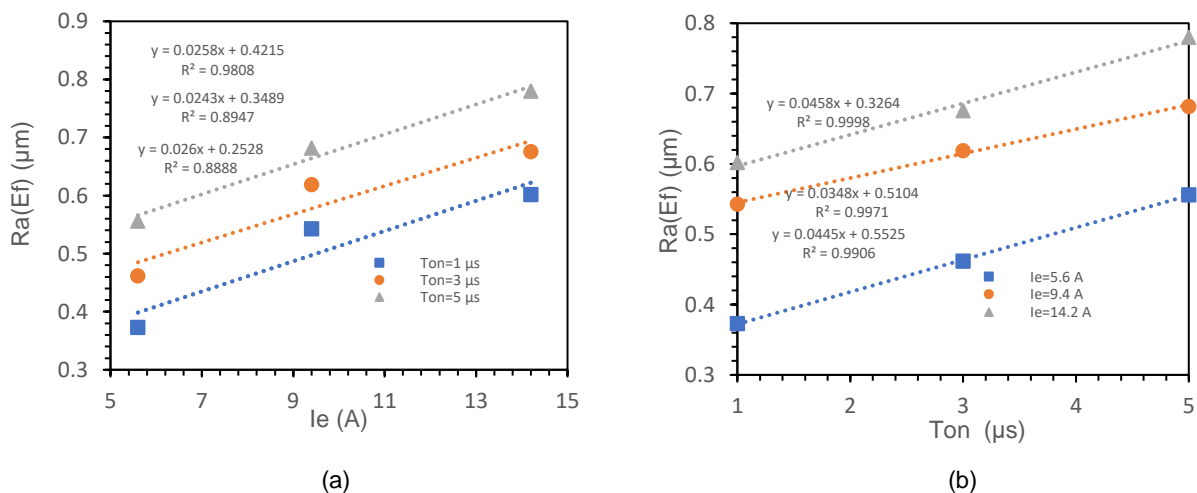 0.9
y = 0.0258x + 0.4215
R² = 0.9808
0.8
y = 0.0243x + 0.3489
R² = 0.8947
0.7
y = 0.026x + 0.2528
R² = 0.8888
0.6
0.5
0.4
0.3
Ra(Ef) (µm)
Ton=1 µs
Ton=3 µs
Ton=5 µs
5 7 9 11 13 15
Ie (A)
(a)
0.8
0.7
y = 0.0458x + 0.3264
R² = 0.9998
0.6
y = 0.0348x + 0.5104
R² = 0.9971
y = 0.0445x + 0.5525
R² = 0.9906
0.5
0.4
0.3
Ra(Ef) (µm)
Ie=5.6 A
Ie=9.4 A
Ie=14.2 A
1 2 3 4 5
Ton (µs)
(b)